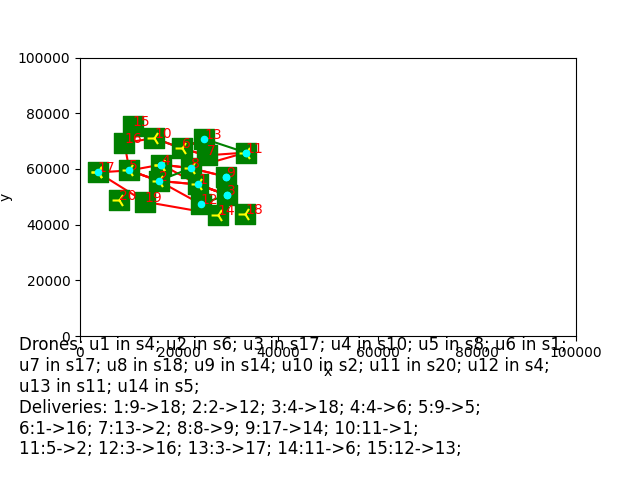 100000
80000
60000
40000
20000
0
y
0 20000 40000 60000 80000 100000
x
Drones: u1 in s4; u2 in s6; u3 in s17; u4 in s10; u5 in s8; u6 in s1;
u7 in s17; u8 in s18; u9 in s14; u10 in s2; u11 in s20; u12 in s4;
u13 in s11; u14 in s5;
Deliveries: 1:9->18; 2:2->12; 3:4->18; 4:4->6; 5:9->5;
6:1->16; 7:13->2; 8:8->9; 9:17->14; 10:11->1;
11:5->2; 12:3->16; 13:3->17; 14:11->6; 15:12->13;